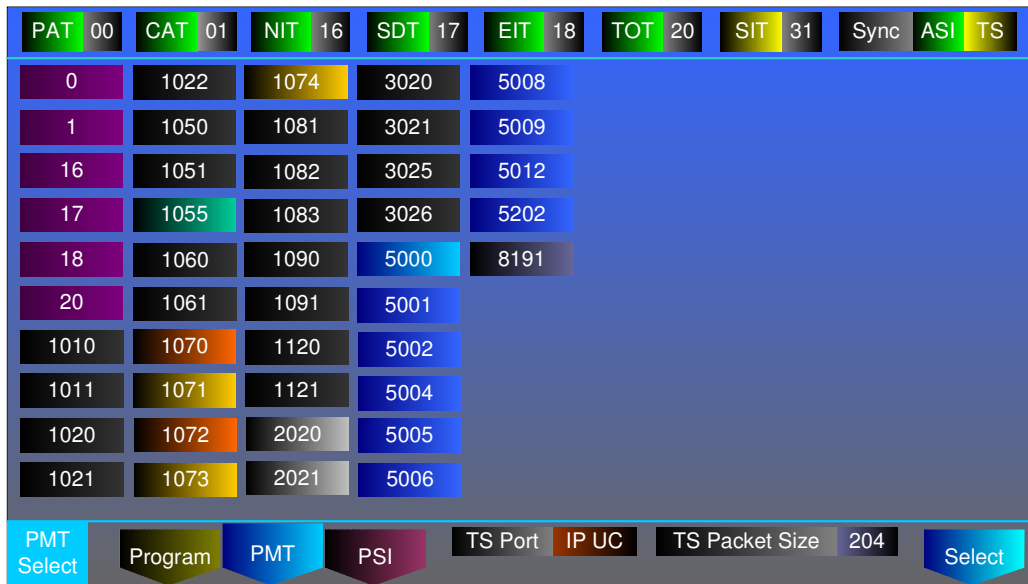 PAT 00 CAT 01 NIT 16 SDT 17 EIT 18 TOT 20 SIT 31 Sync ASI TS
0 1022 1074 3020 5008
1 1050 1081 3021 5009
16 1051 1082 3025 5012
17 1055 1083 3026 5202
18 1060 1090 5000 8191
20 1061 1091 5001
1010 1070 1120 5002
1011 1071 1121 5004
1020 1072 2020 5005
1021 1073 2021 5006
PMT Select Program PMT PSI TS Port IP UC TS Packet Size 204 Select